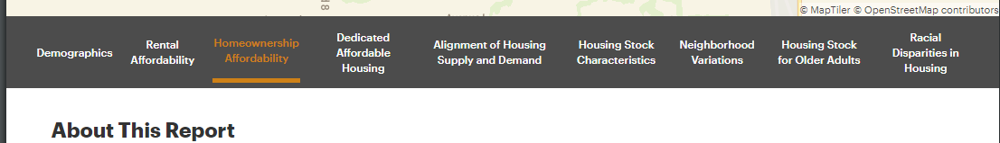 © MapTiler © OpenStreetMap contributors
Demographics
Rental
Affordability
Homeownership
Affordability
Dedicated
Affordable
Housing
Alignment of Housing
Supply and Demand
Housing Stock
Characteristics
Neighborhood
Variations
Housing Stock
for Older Adults
Racial
Disparities in
Housing
About This Report